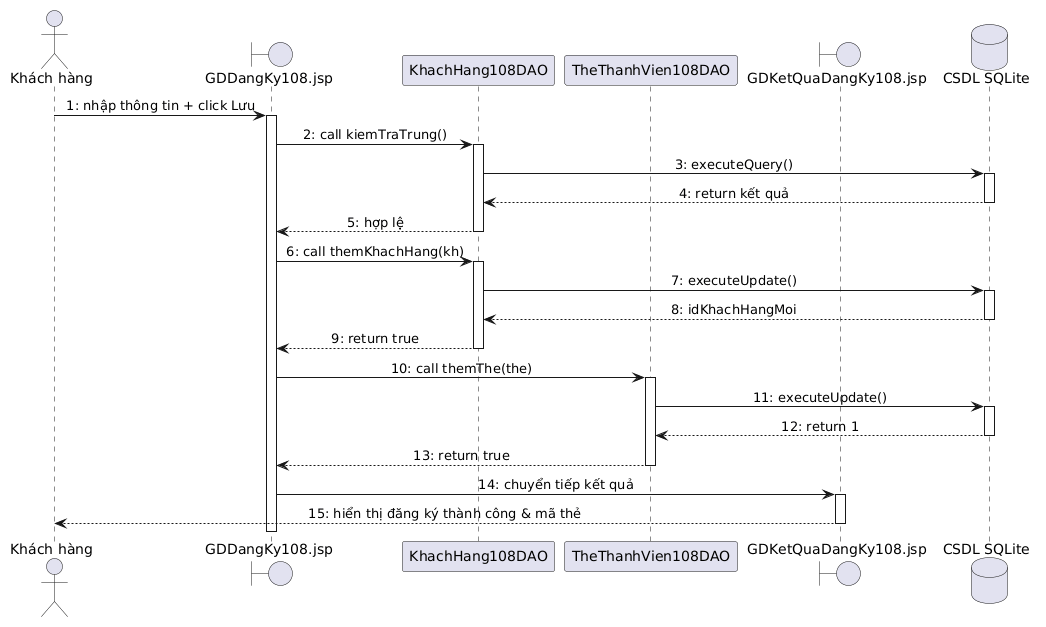 Khách hàng
GDDangKy108.jsp
KhachHang108DAO
TheThanhVien108DAO
GDKetQuaDangKy108.jsp
CSDL SQLite
1: nhập thông tin + click Lưu
2: call kiemTraTrung()
3: executeQuery()
4: return kết quả
5: hợp lệ
6: call themKhachHang(kh)
7: executeUpdate()
8: idKhachHangMoi
9: return true
10: call themThe(the)
11: executeUpdate()
12: return 1
13: return true
14: chuyển tiếp kết quả
15: hiển thị đăng ký thành công & mã thẻ
Khách hàng
GDDangKy108.jsp
KhachHang108DAO
TheThanhVien108DAO
GDKetQuaDangKy108.jsp
CSDL SQLite